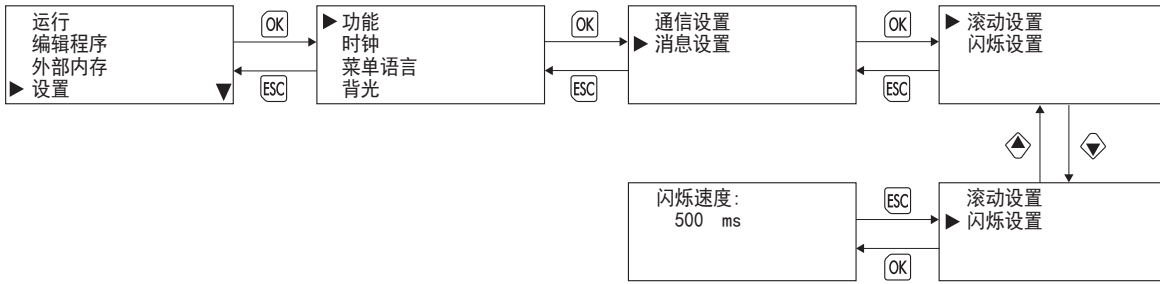 运行
编辑程序
外部内存
设置
OK
ESC
功能
时钟
菜单语言
背光
OK
ESC
通信设置
消息设置
OK
ESC
滚动设置
闪烁设置
闪烁速度:
500 ms
ESC
OK
滚动设置
闪烁设置